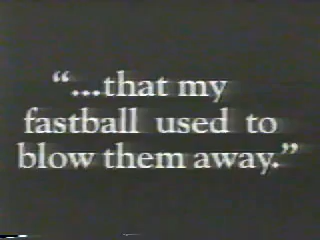 “...that my
fastball used to
blow them away.”